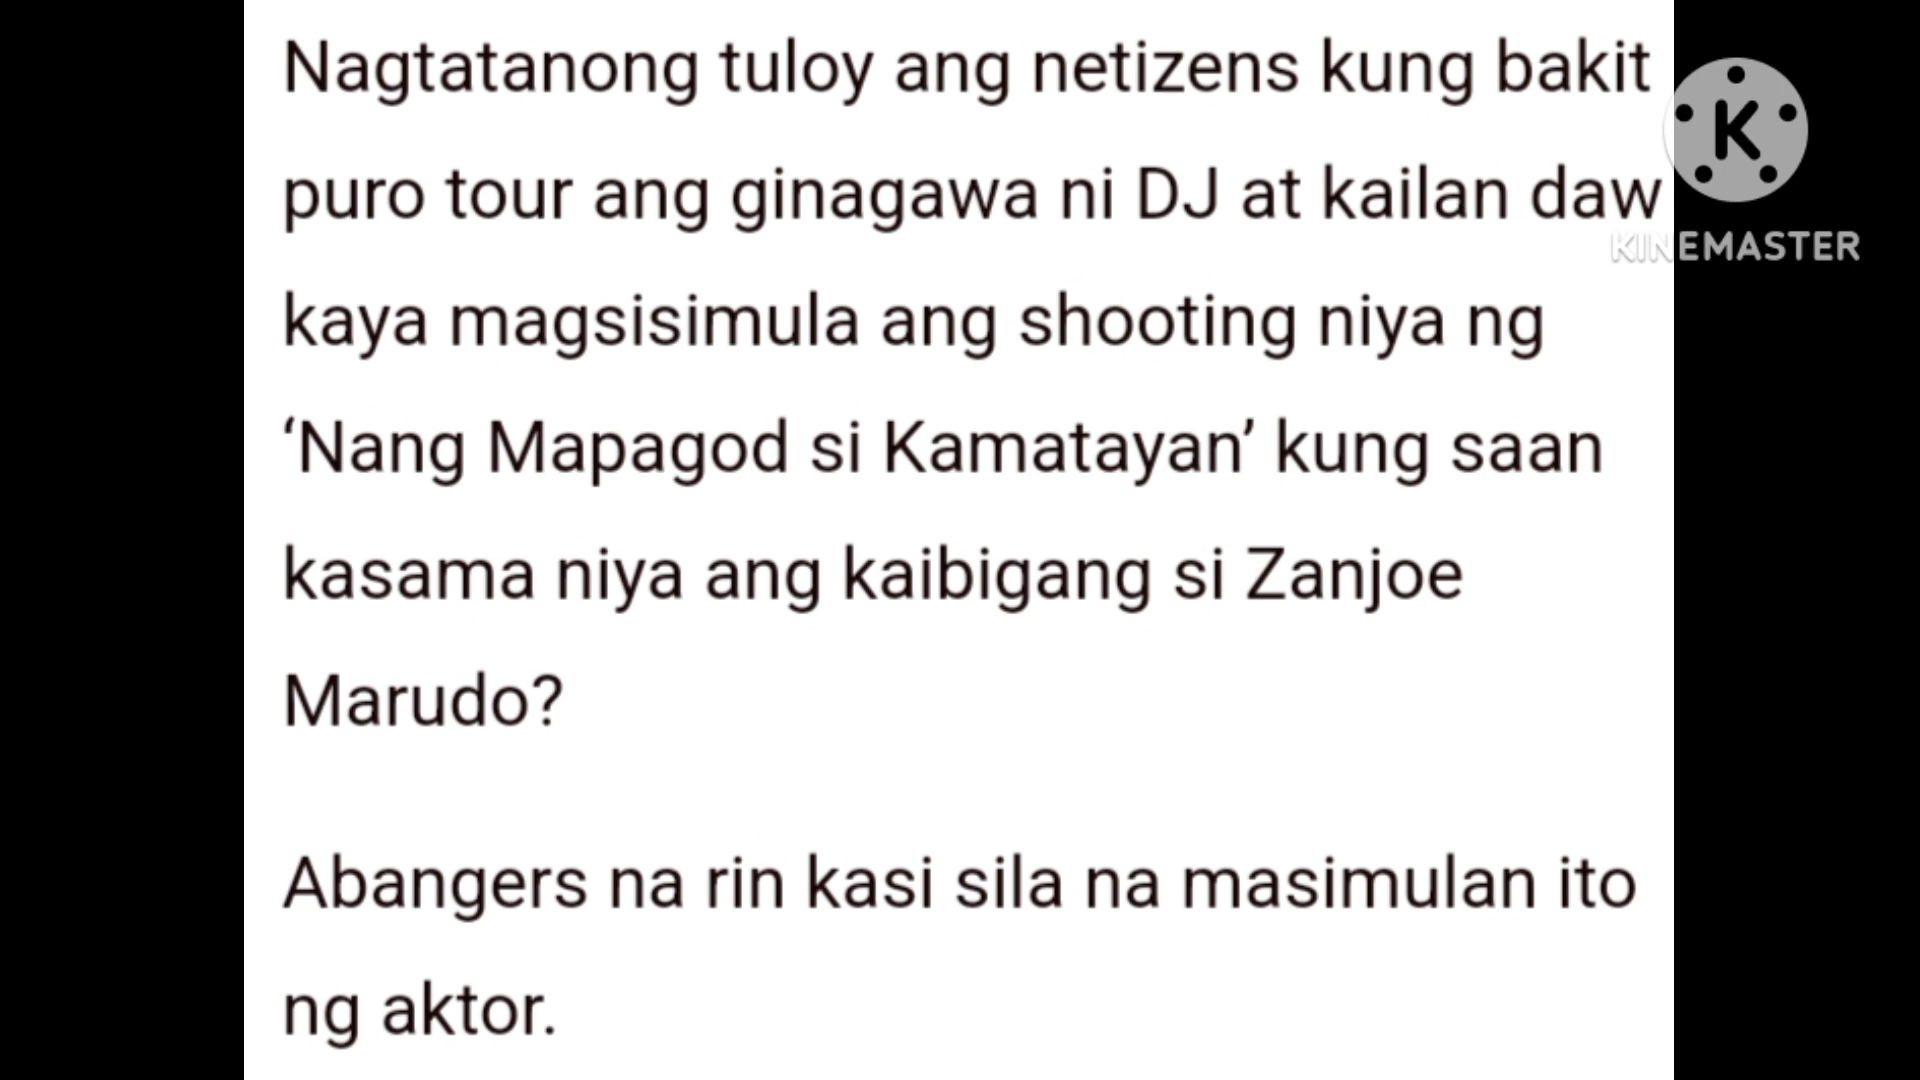 Nagtatanong tuloy ang netizens kung bakit
puro tour ang ginagawa ni DJ at kailan daw
kaya magsisimula ang shooting niya ng
‘Nang Mapagod si Kamatayan’ kung saan
kasama niya ang kaibigang si Zanjoe
Marudo?
Abangers na rin kasi sila na masimulan ito
ng aktor.
K
KINEMASTER